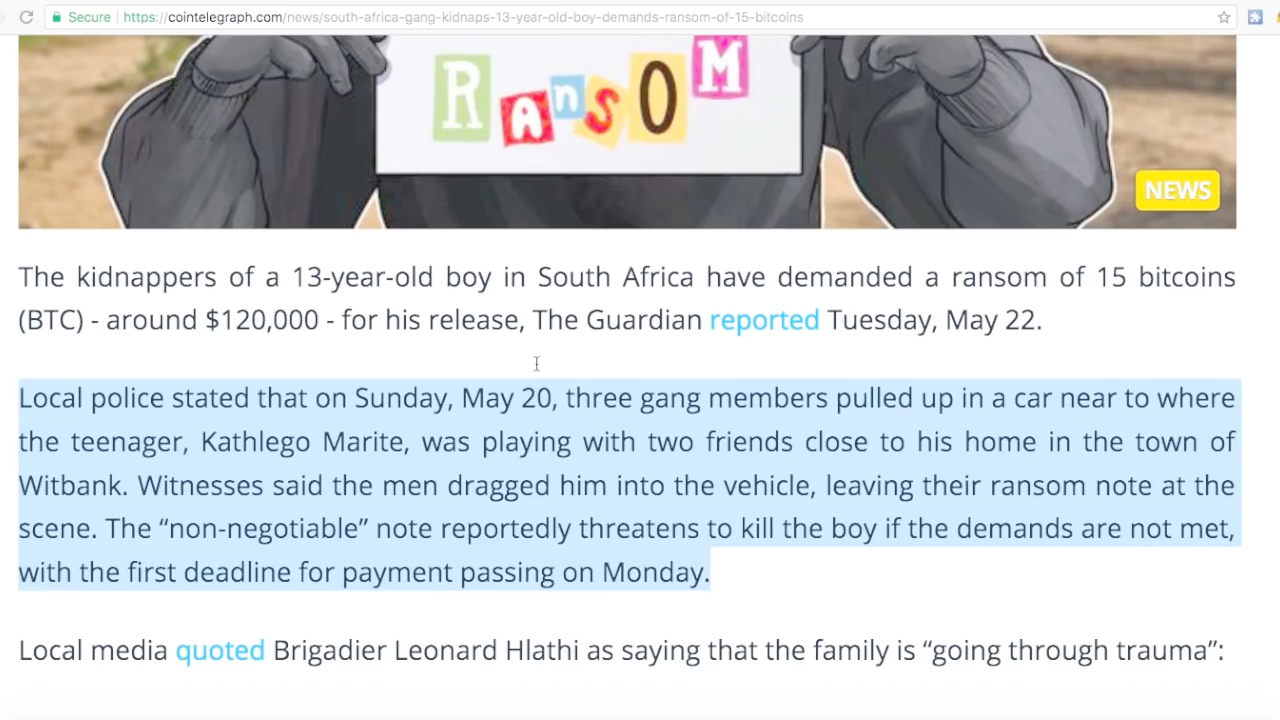 Secure https://cointelegraph.com/news/south-africa-gang-kidnaps-13-year-old-boy-demands-ransom-of-15-bitcoins
RAnSOM
NEWS
The kidnappers of a 13-year-old boy in South Africa have demanded a ransom of 15 bitcoins
(BTC) - around $120,000 - for his release, The Guardian reported Tuesday, May 22.
Local police stated that on Sunday, May 20, three gang members pulled up in a car near to where
the teenager, Kathlego Marite, was playing with two friends close to his home in the town of
Witbank. Witnesses said the men dragged him into the vehicle, leaving their ransom note at the
scene. The “non-negotiable” note reportedly threatens to kill the boy if the demands are not met,
with the first deadline for payment passing on Monday.
Local media quoted Brigadier Leonard Hlathi as saying that the family is “going through trauma”: